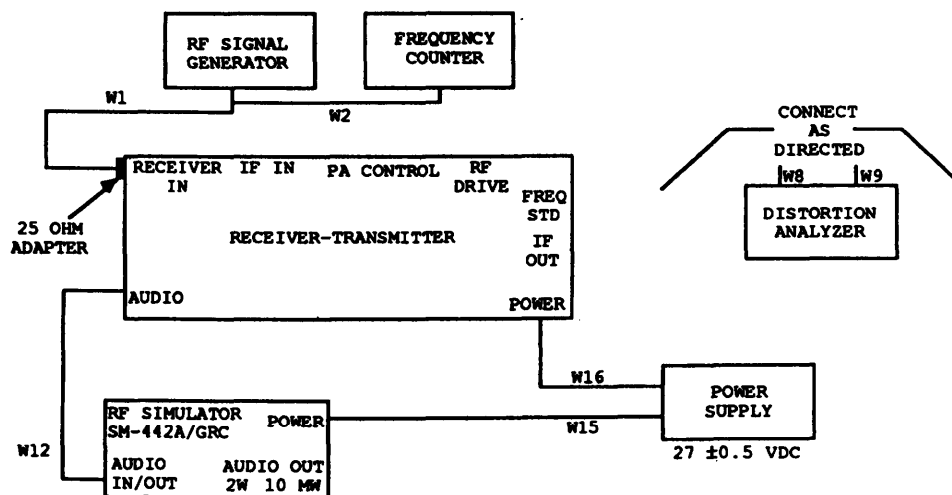 RF SIGNAL
GENERATOR
FREQUENCY
COUNTER
W1
W2
CONNECT
AS
DIRECTED
W8
W9
DISTORTION
ANALYZER
RECEIVER
IN
IF IN
PA CONTROL
RF
DRIVE
FREQ
STD
IF
OUT
25 OHM
ADAPTER
RECEIVER-TRANSMITTER
AUDIO
POWER
W16
POWER
SUPPLY
W15
27 ±0.5 VDC
RF SIMULATOR
SM-442A/GRC
POWER
W12
AUDIO
IN/OUT
AUDIO OUT
2W 10 MW